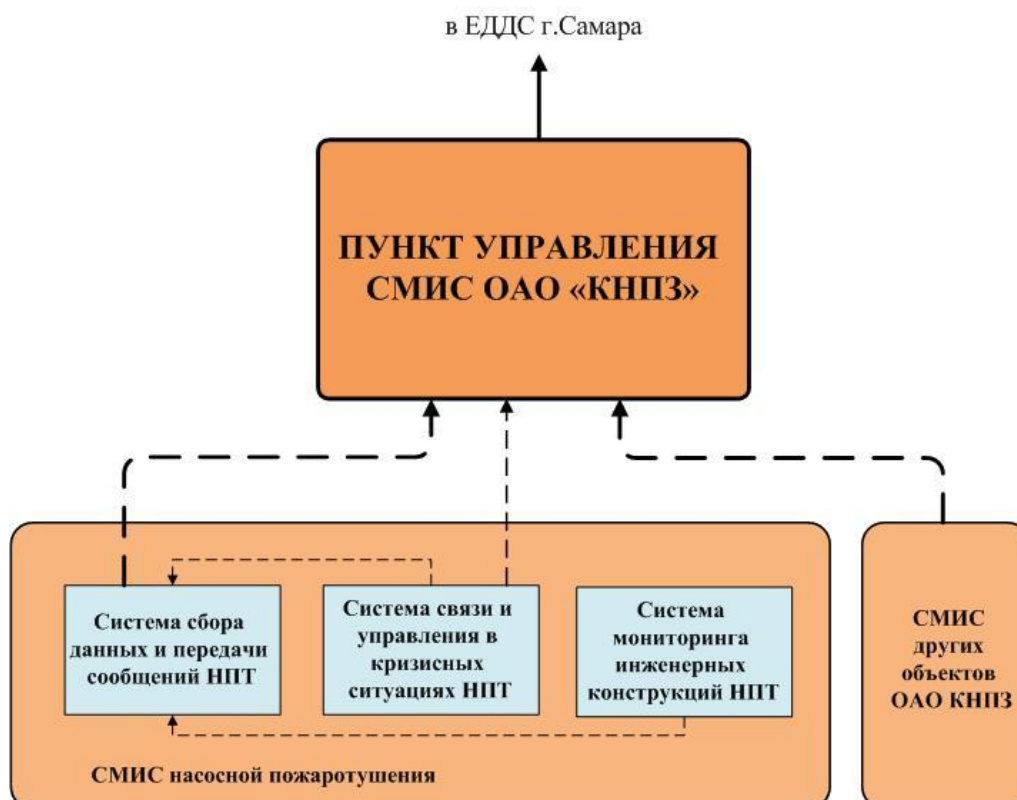 в ЕДДС г.Самара
ПУНКТ УПРАВЛЕНИЯ
СМИС ОАО «КНПЗ»
Система сбора
данных и передачи
сообщений НПТ
Система связи и
управления в
кризисных
ситуациях НПТ
Система
мониторинга
инженерных
конструкций НПТ
СМИС
других
объектов
ОАО КНПЗ
СМИС насосной пожаротушения